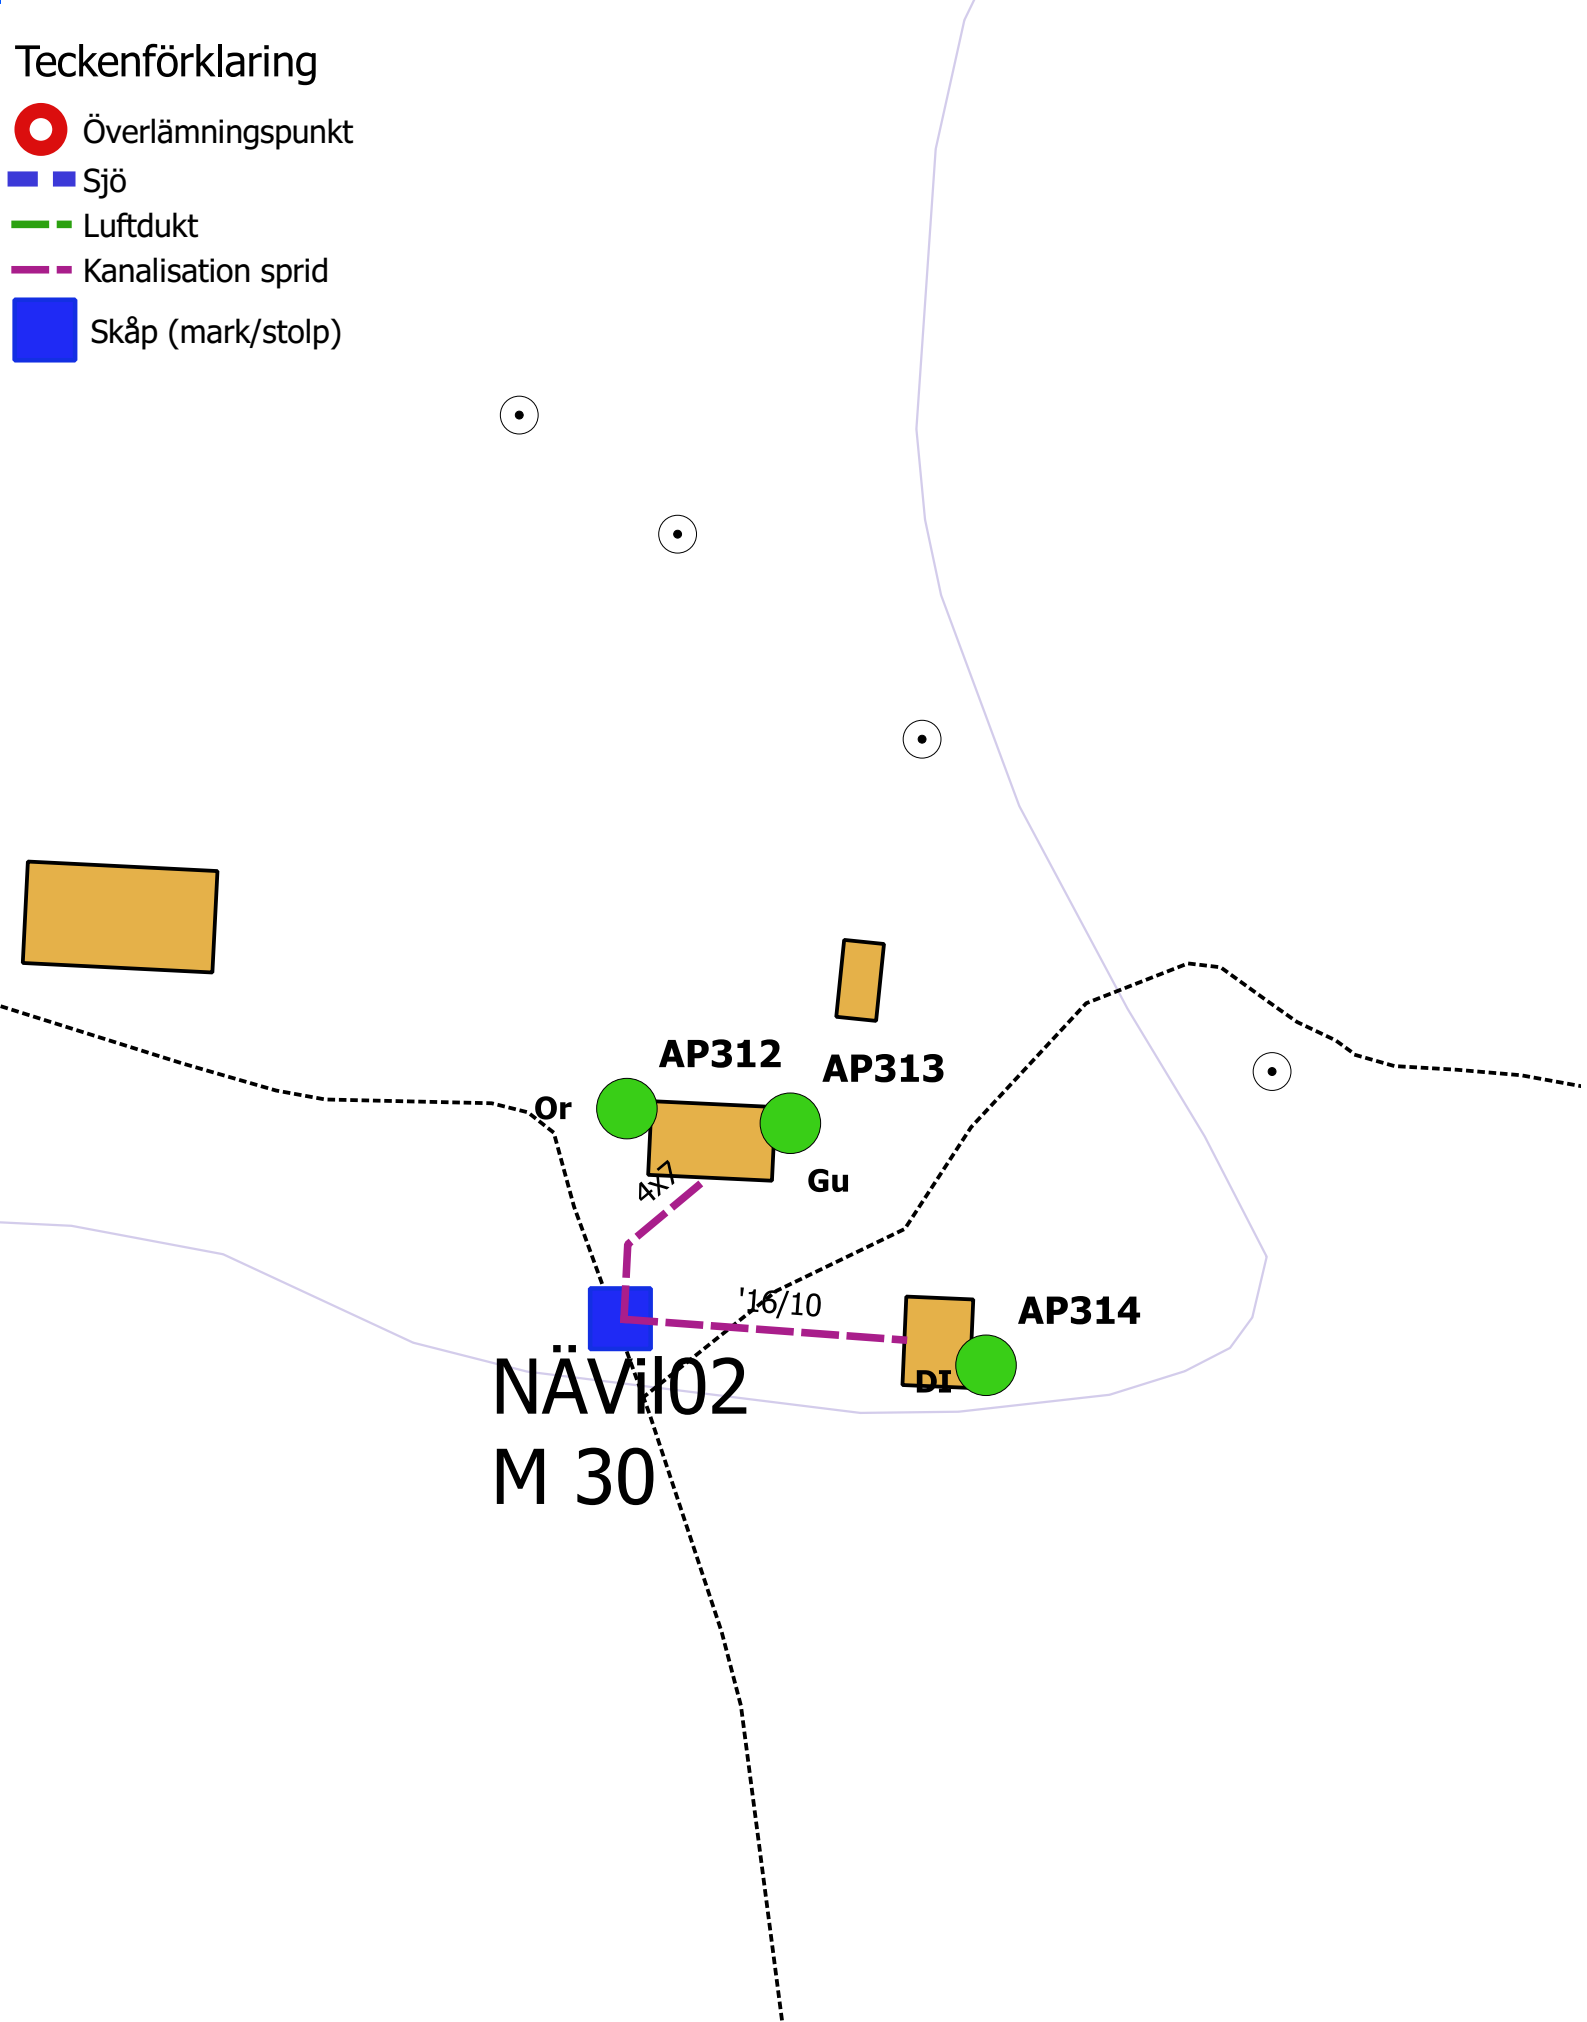 Teckenförklaring
Överlämningspunkt
Sjö
Luftdukt
Kanalisation sprid
Skåp (mark/stolp)
AP312
AP313
Or
Gu
4x7
'16/10
AP314
DI
NÄVil02
M 30